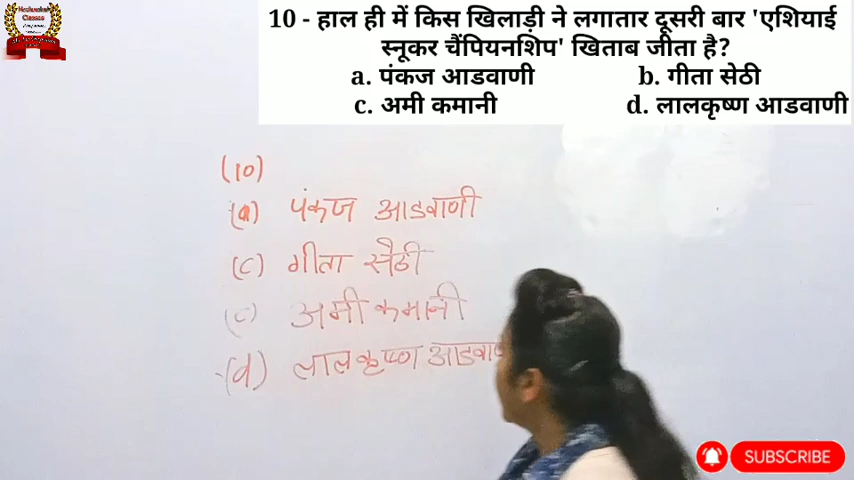 10 - हाल ही में किस खिलाड़ी ने लगातार दूसरी बार 'एशियाई
स्नूकर चैंपियनशिप' खिताब जीता है?
a. पंकज आडवाणी b. गीता सेठी
c. अमी कमानी d. लालकृष्ण आडवाणी
(10)
(a) पंकज आडवाणी
(c) गीता सेठी
(c) अमी कमानी
(d) लालकृष्ण आडवा
SUBSCRIBE